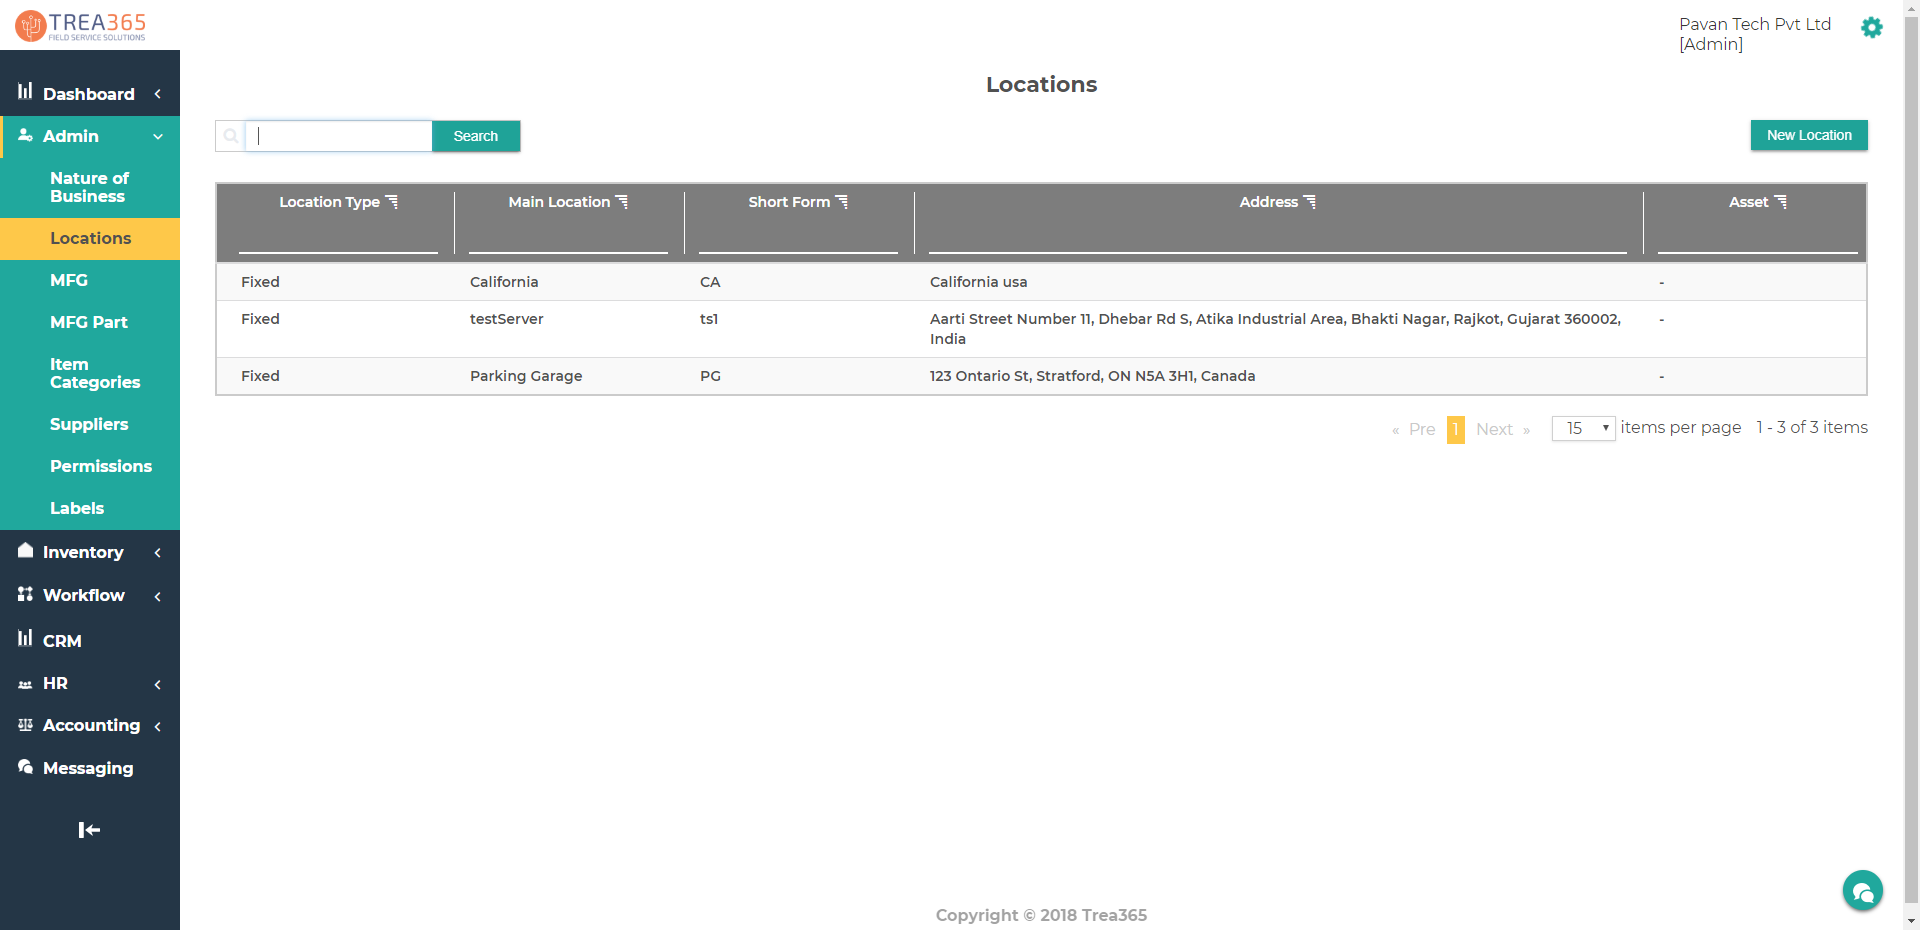 TREA365
FIELD SERVICE SOLUTIONS
Pavan Tech Pvt Ltd
[Admin]
Dashboard
Admin
Nature of
Business
Locations
MFG
MFG Part
Item
Categories
Suppliers
Permissions
Labels
Inventory
Workflow
CRM
HR
Accounting
Messaging
Locations
Search
New Location
Location Type Main Location Short Form Address Asset
Fixed California CA California usa -
Fixed testServer ts1 Aarti Street Number 11, Dhebar Rd S, Atika Industrial Area, Bhakti Nagar, Rajkot, Gujarat 360002, -
India
Fixed Parking Garage PG 123 Ontario St, Stratford, ON N5A 3H1, Canada -
« Pre 1 Next » 15 items per page 1 - 3 of 3 items
Copyright © 2018 Trea365